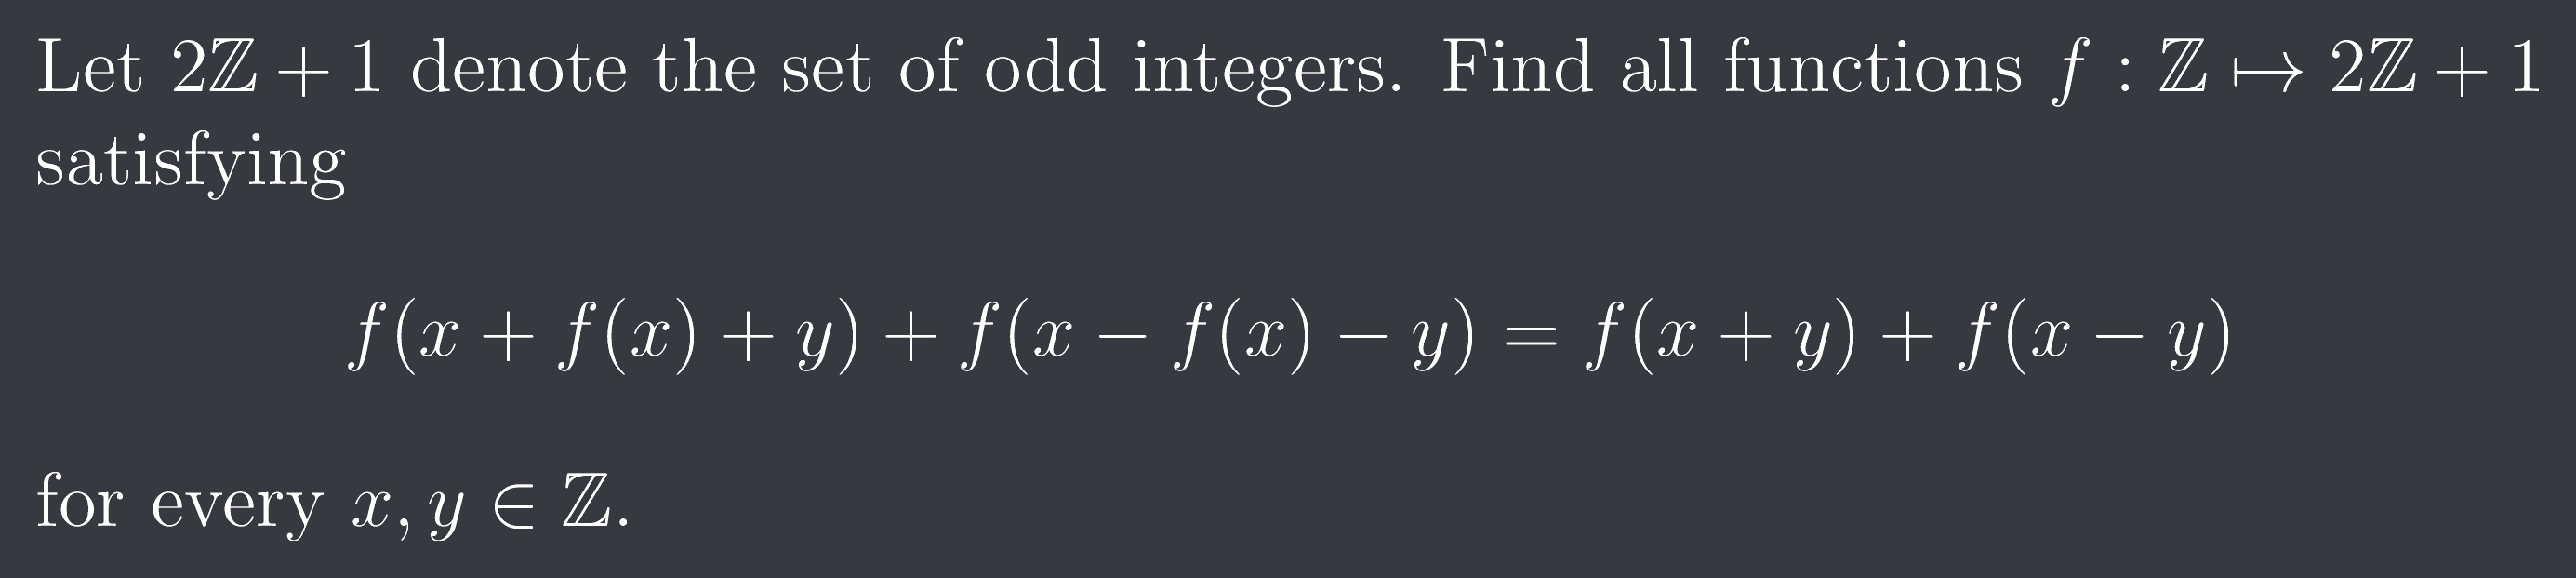 Let 2ℤ + 1 denote the set of odd integers. Find all functions f : ℤ ↦ 2ℤ + 1
satisfying
f(x + f(x) + y) + f(x − f(x) − y) = f(x + y) + f(x − y)
for every x, y ∈ ℤ.